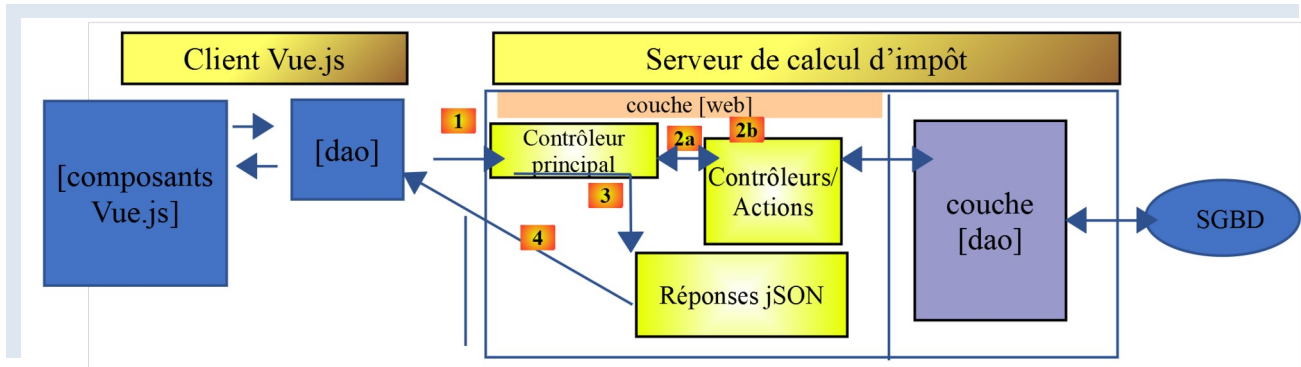 Client Vue.js
Serveur de calcul d’impôt
couche [web]
[composants
Vue.js]
[dao]
1
Contrôleur
principal
2a
2b
Contrôleurs/
Actions
3
4
Réponses jSON
couche
[dao]
SGBD